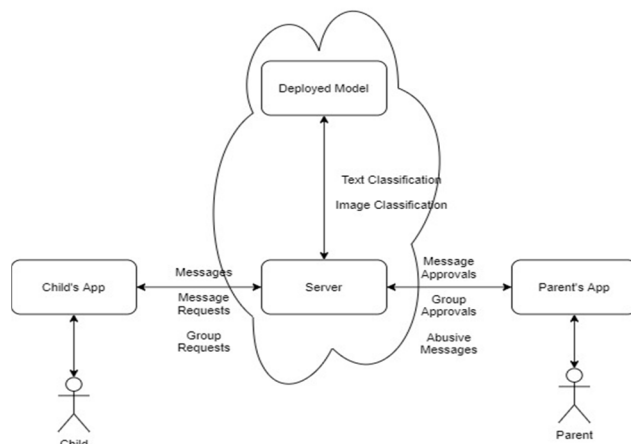 Deployed Model
Text Classification
Image Classification
Child's App
Messages
Message
Requests
Group
Requests
Server
Message
Approvals
Group
Approvals
Abusive
Messages
Parent's App
Child
Parent